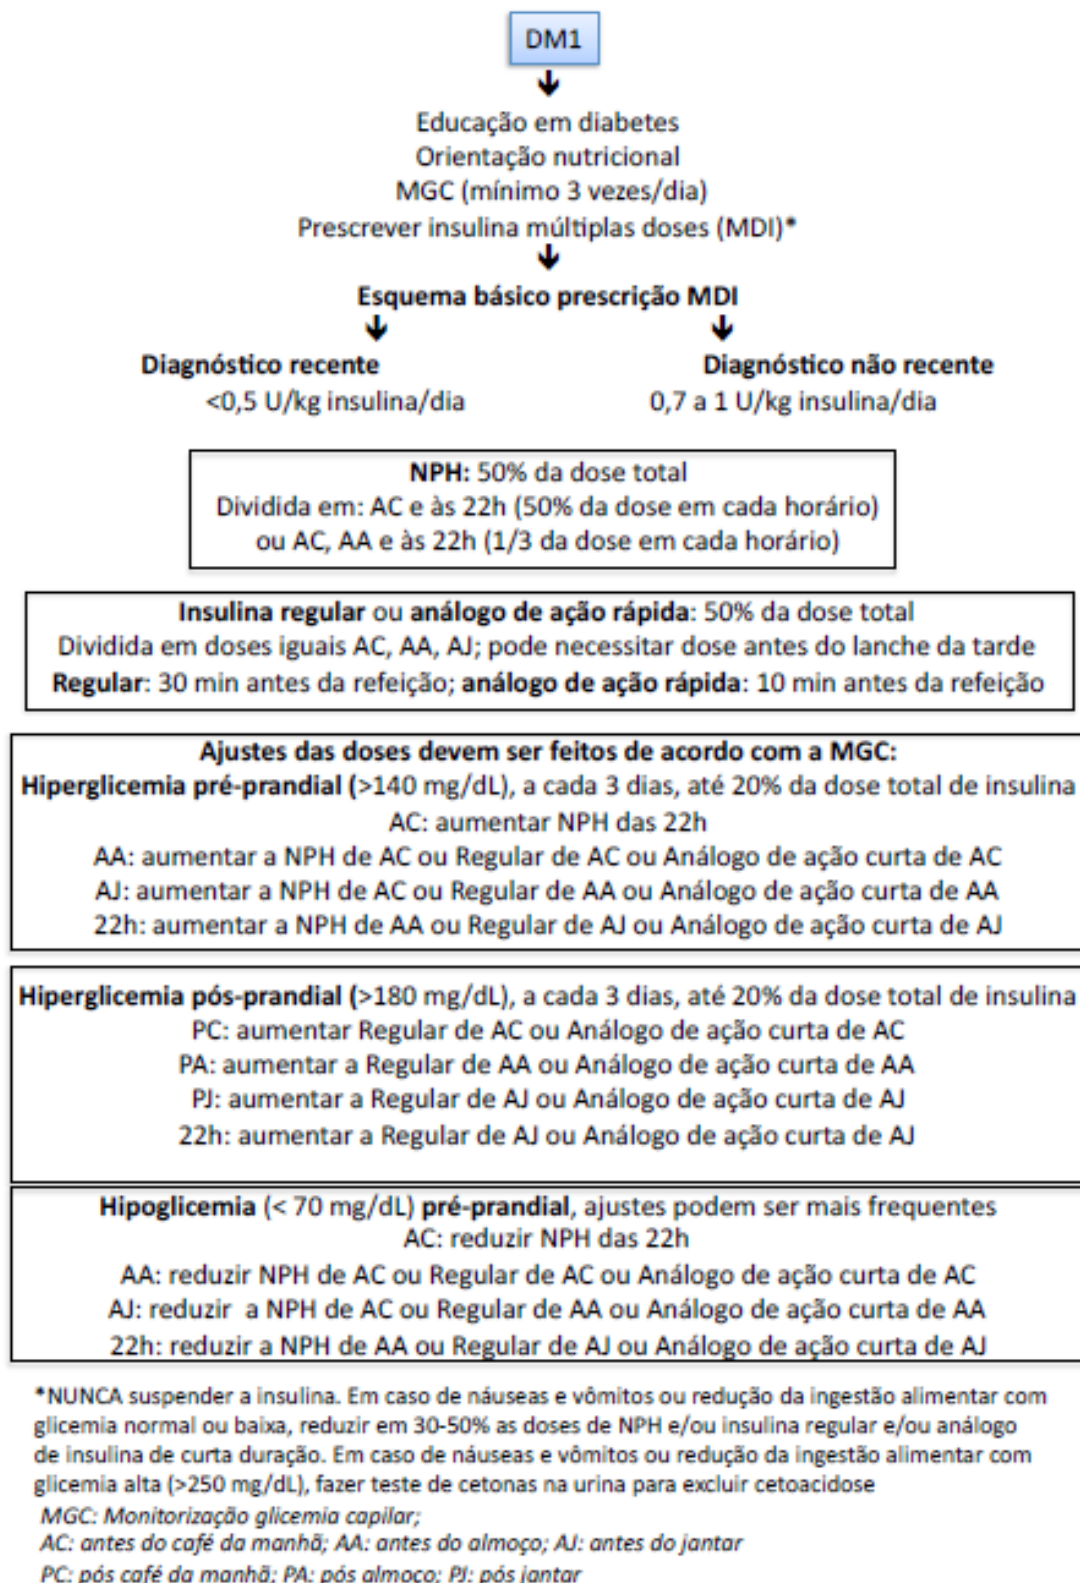 DM1
Educação em diabetes
Orientação nutricional
MGC (mínimo 3 vezes/dia)
Prescrever insulina múltiplas doses (MDI)*
Esquema básico prescrição MDI
Diagnóstico recente
<0,5 U/kg insulina/dia
Diagnóstico não recente
0,7 a 1 U/kg insulina/dia
NPH: 50% da dose total
Dividida em: AC e às 22h (50% da dose em cada horário)
ou AC, AA e às 22h (1/3 da dose em cada horário)
Insulina regular ou análogo de ação rápida: 50% da dose total
Dividida em doses iguais AC, AA, AJ; pode necessitar dose antes do lanche da tarde
Regular: 30 min antes da refeição; análogo de ação rápida: 10 min antes da refeição
Ajustes das doses devem ser feitos de acordo com a MGC:
Hiperglicemia pré-prandial (>140 mg/dL), a cada 3 dias, até 20% da dose total de insulina
AC: aumentar NPH das 22h
AA: aumentar a NPH de AC ou Regular de AC ou Análogo de ação curta de AC
AJ: aumentar a NPH de AC ou Regular de AA ou Análogo de ação curta de AA
22h: aumentar a NPH de AA ou Regular de AJ ou Análogo de ação curta de AJ
Hiperglicemia pós-prandial (>180 mg/dL), a cada 3 dias, até 20% da dose total de insulina
PC: aumentar Regular de AC ou Análogo de ação curta de AC
PA: aumentar a Regular de AA ou Análogo de ação curta de AA
PJ: aumentar a Regular de AJ ou Análogo de ação curta de AJ
22h: aumentar a Regular de AJ ou Análogo de ação curta de AJ
Hipoglicemia (< 70 mg/dL) pré-prandial, ajustes podem ser mais frequentes
AC: reduzir NPH das 22h
AA: reduzir NPH de AC ou Regular de AC ou Análogo de ação curta de AC
AJ: reduzir a NPH de AC ou Regular de AA ou Análogo de ação curta de AA
22h: reduzir a NPH de AA ou Regular de AJ ou Análogo de ação curta de AJ
*NUNCA suspender a insulina. Em caso de náuseas e vômitos ou redução da ingestão alimentar com
glicemia normal ou baixa, reduzir em 30-50% as doses de NPH e/ou insulina regular e/ou análogo
de insulina de curta duração. Em caso de náuseas e vômitos ou redução da ingestão alimentar com
glicemia alta (>250 mg/dL), fazer teste de cetonas na urina para excluir cetoacidose
MGC: Monitorização glicemia capilar;
AC: antes do café da manhã; AA: antes do almoço; AJ: antes do jantar
PC: pós café da manhã; PA: pós almoço; PJ: pós jantar